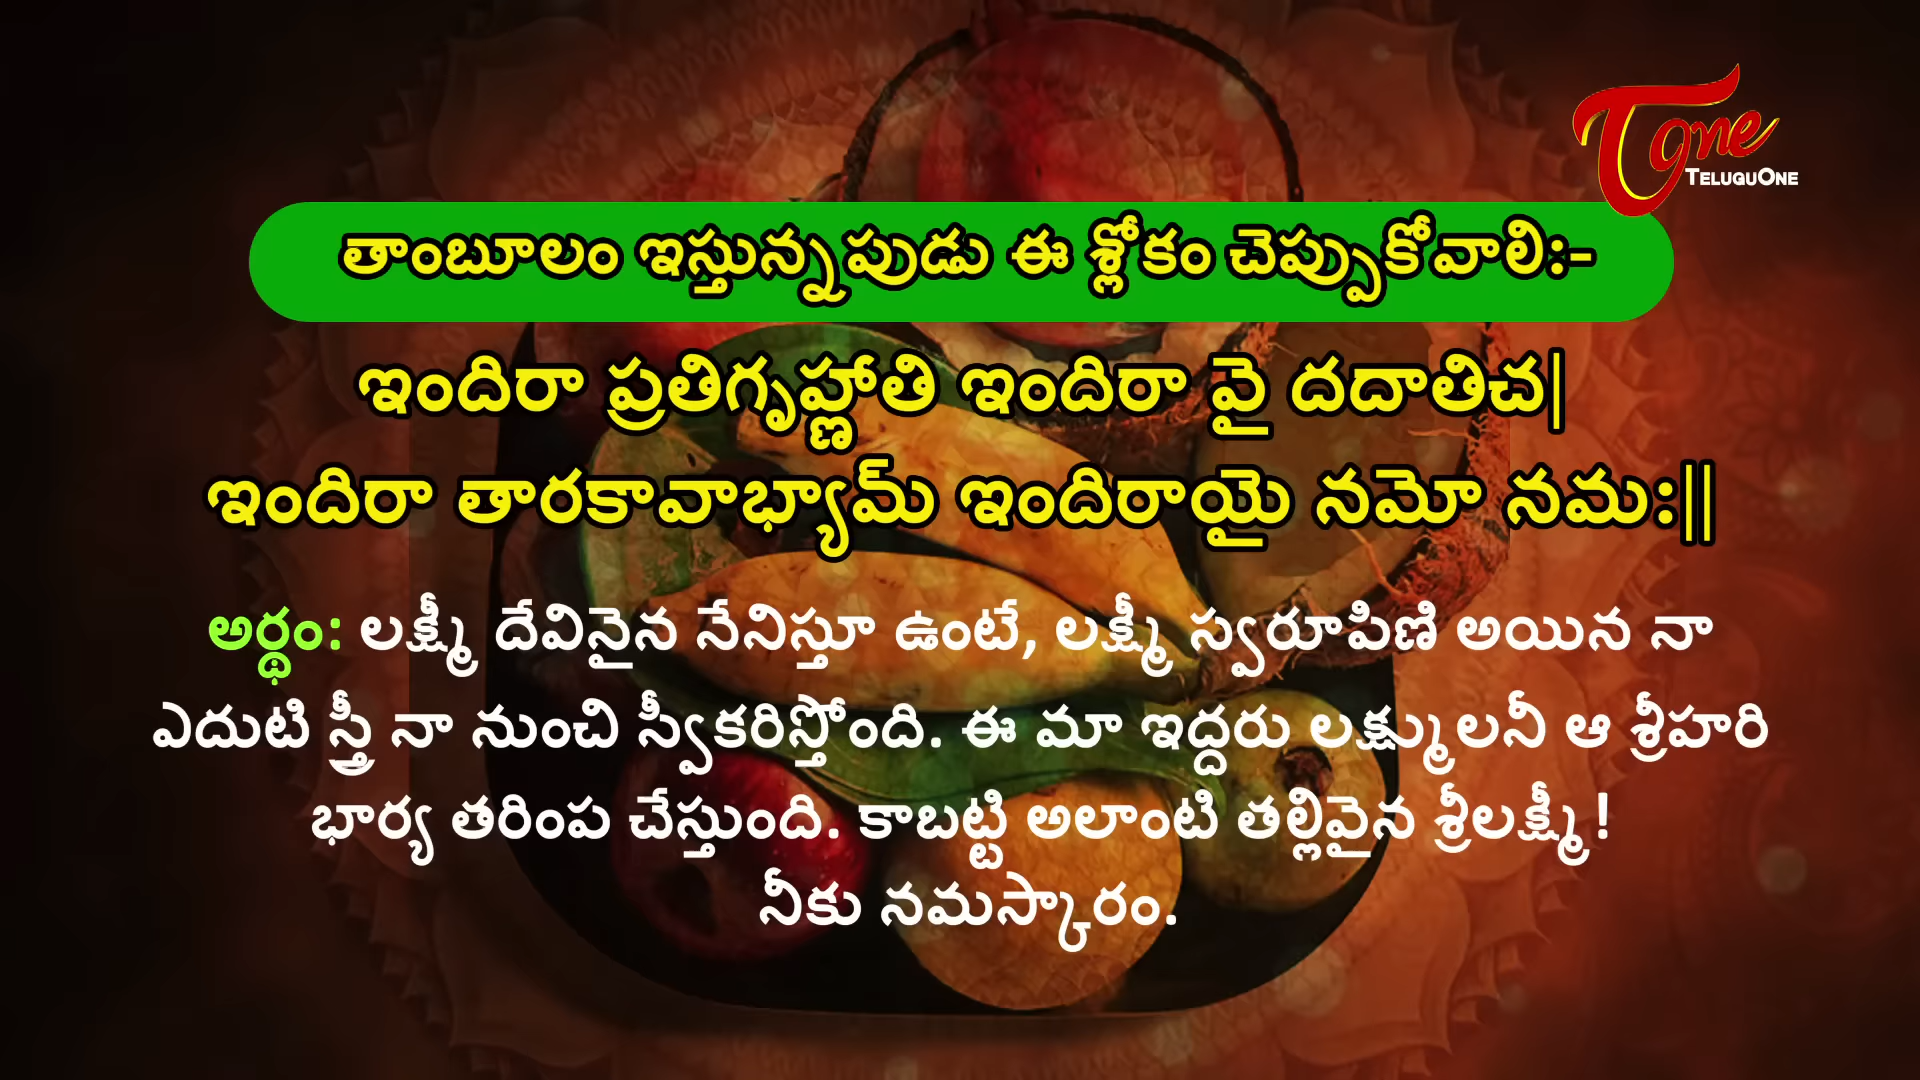 Tone
TELUGUONE
తాంబూలం ఇస్తున్నపుడు ఈ శ్లోకం చెప్పుకోవాలి:-
ఇందిరా ప్రతిగృహ్ణాతి ఇందిరా వై దదాతిచ|
ఇందిరా తారకావాభ్యామ్ ఇందిరాయై నమో నమ:||
అర్థం: లక్ష్మీ దేవినైన నేనిస్తూ ఉంటే, లక్ష్మీ స్వరూపిణి అయిన నా
ఎదుటి స్త్రీ నా నుంచి స్వీకరిస్తోంది. ఈ మా ఇద్దరు లక్ష్ములనీ ఆ శ్రీహరి
భార్య తరింప చేస్తుంది. కాబట్టి అలాంటి తల్లివైన శ్రీలక్ష్మీ !
నీకు నమస్కారం.